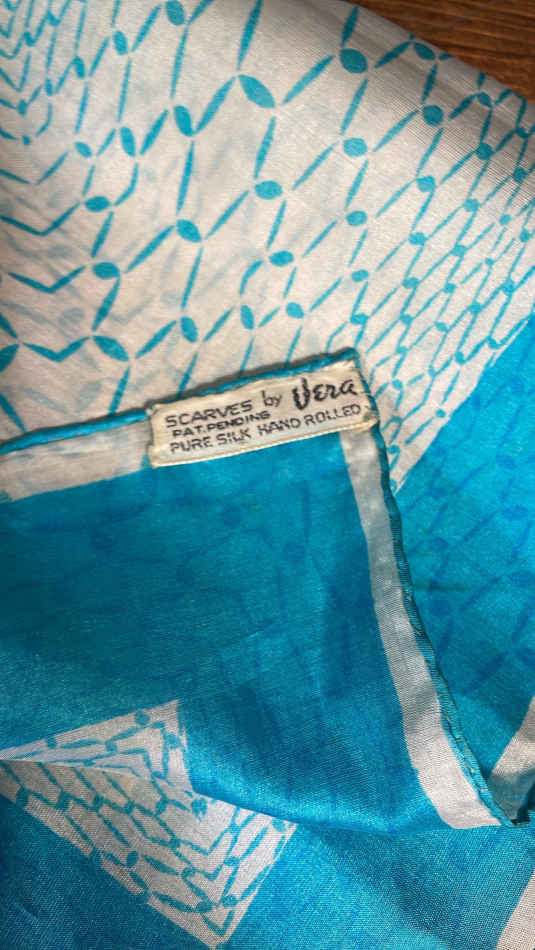 SCARVES by Vera
PAT.PENDING
PURE SILK HAND ROLLED